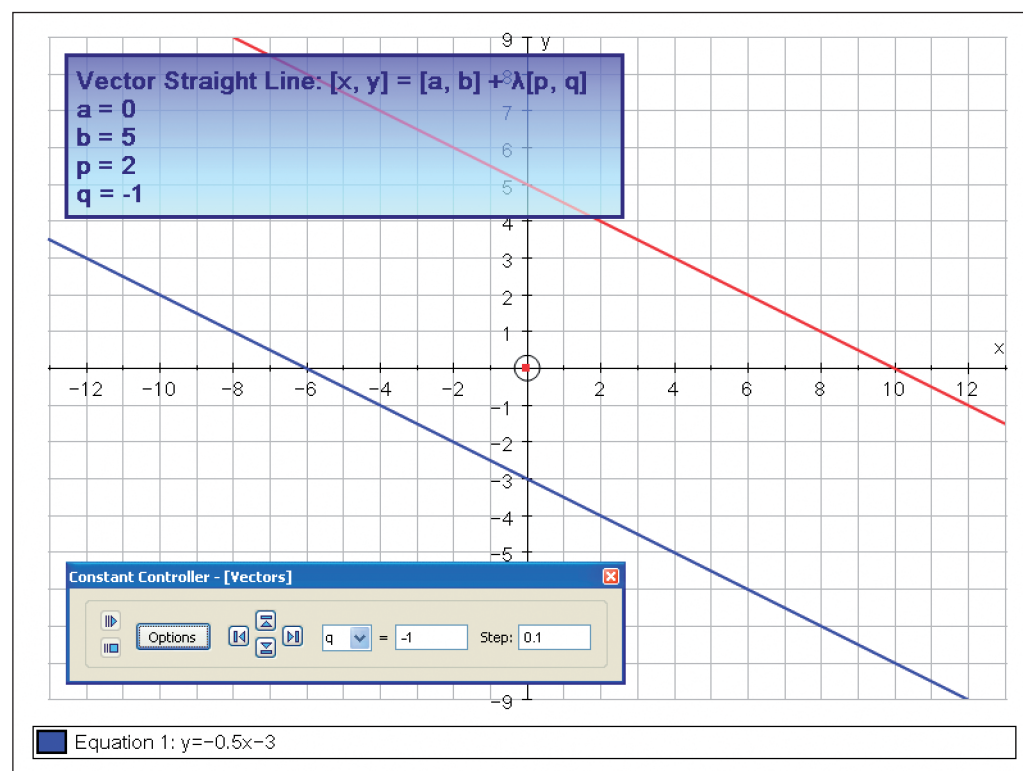 9 y
Vector Straight Line: [x, y] = [a, b] + λ[p, q]
8
a = 0
7
b = 5
6
p = 2
5
q = -1
4
3
2
1
x
−12 −10 −8 −6 −4 −2 2 4 6 8 10 12
−1
−2
−3
−4
−5
Constant Controller - [Vectors]
Options q = -1 Step: 0.1
−9
Equation 1: y=−0.5x−3